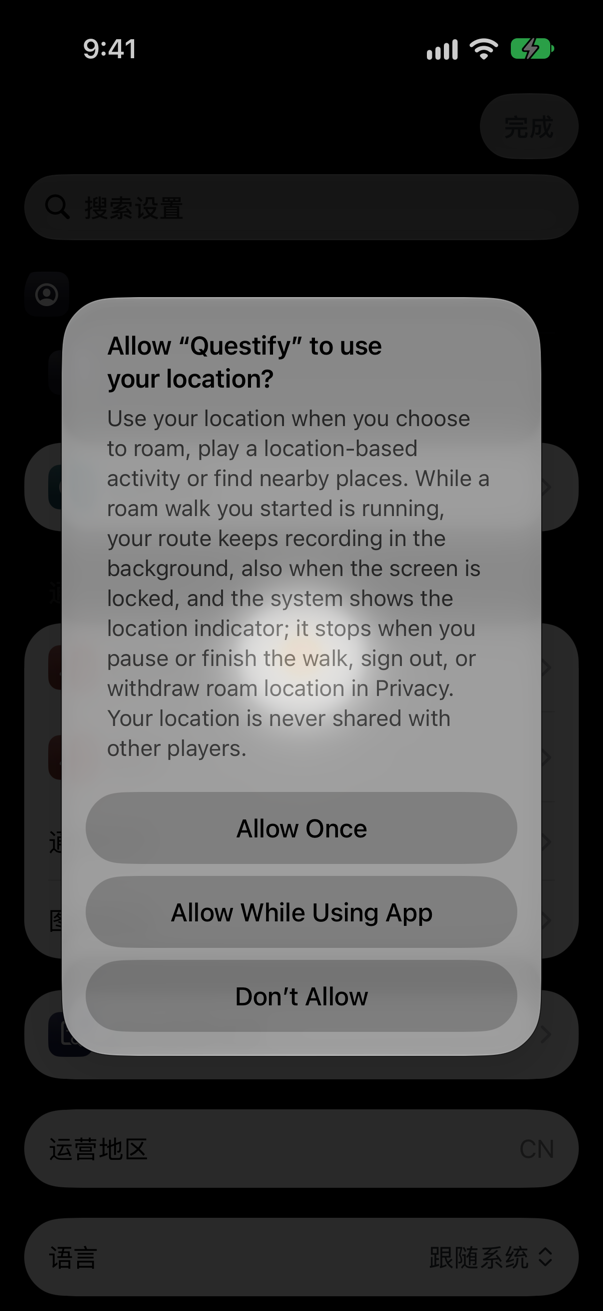 9:41
完成
搜索设置
Allow “Questify” to use
your location?
Use your location when you choose
to roam, play a location-based
activity or find nearby places. While a
roam walk you started is running,
your route keeps recording in the
background, also when the screen is
locked, and the system shows the
location indicator; it stops when you
pause or finish the walk, sign out, or
withdraw roam location in Privacy.
Your location is never shared with
other players.
Allow Once
Allow While Using App
Don’t Allow
运营地区 CN
语言 跟随系统